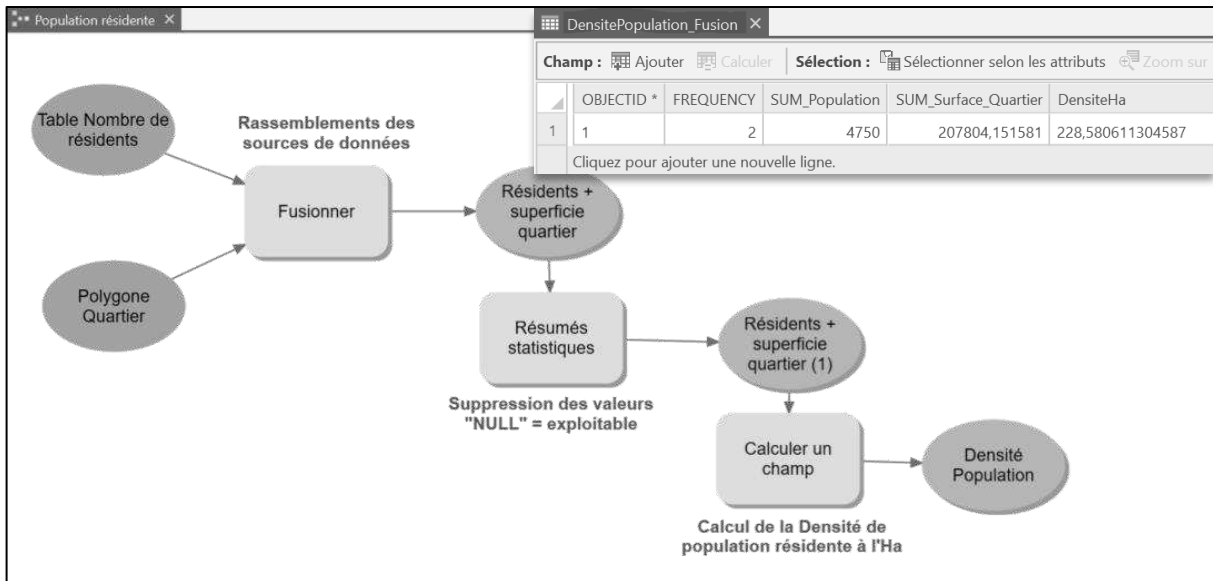 Population résidente ×
DensitePopulation_Fusion ×
Champ : Ajouter Calculer Sélection : Sélectionner selon les attributs Zoom sur
OBJECTID * FREQUENCY SUM_Population SUM_Surface_Quartier DensiteHa
1 1 2 4750 207804,151581 228,580611304587
Cliquez pour ajouter une nouvelle ligne.
Table Nombre de
résidents
Rassemblements des
sources de données
Fusionner
Résidents +
superficie
quartier
Polygone
Quartier
Résumés
statistiques
Suppression des valeurs
"NULL" = exploitable
Résidents +
superficie
quartier (1)
Calculer un
champ
Calcul de la Densité de
population résidente à l'Ha
Densité
Population